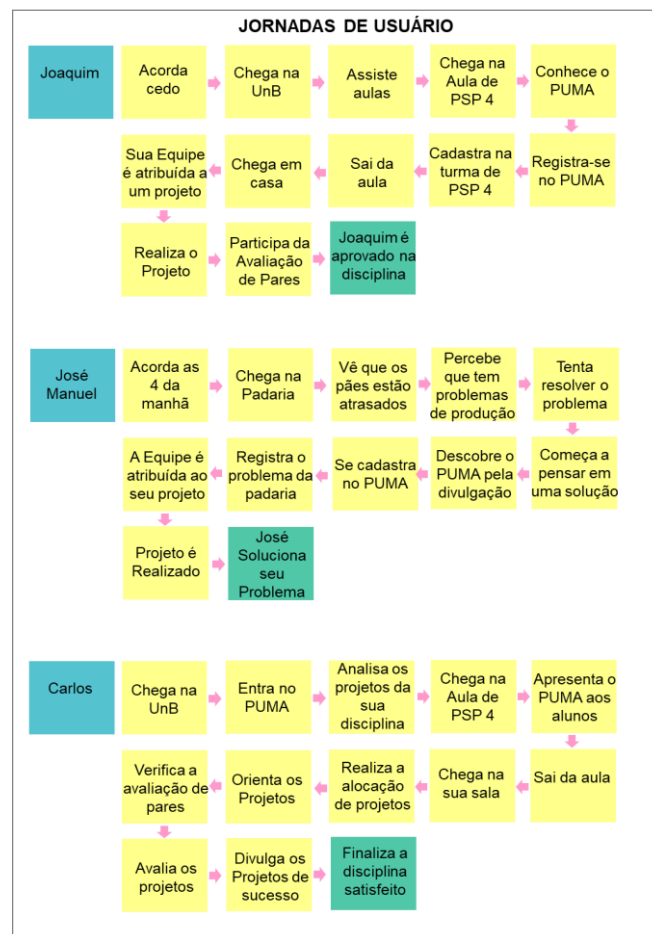 JORNADAS DE USUÁRIO
Joaquim
Acorda
cedo
Chega na
UnB
Assiste
aulas
Chega na
Aula de
PSP 4
Conhece o
PUMA
Registra-se
no PUMA
Cadastra na
turma de
PSP 4
Sai da
aula
Chega em
casa
Sua Equipe
é atribuída a
um projeto
Realiza o
Projeto
Participa da
Avaliação
de Pares
Joaquim é
aprovado na
disciplina
José
Manuel
Acorda as
4 da
manhã
Chega na
Padaria
Vê que os
pães estão
atrasados
Percebe
que tem
problemas
de produção
Tenta
resolver o
problema
Começa a
pensar em
uma solução
Descobre o
PUMA pela
divulgação
Se cadastra
no PUMA
Registra o
problema da
padaria
A Equipe é
atribuída ao
seu projeto
Projeto é
Realizado
José
Soluciona
seu
Problema
Carlos
Chega na
UnB
Entra no
PUMA
Analisa os
projetos da
sua
disciplina
Chega na
Aula de
PSP 4
Apresenta o
PUMA aos
alunos
Sai da aula
Chega na
sua sala
Realiza a
alocação
de projetos
Orienta os
Projetos
Verifica a
avaliação de
pares
Avalia os
projetos
Divulga os
Projetos de
sucesso
Finaliza a
disciplina
satisfeito